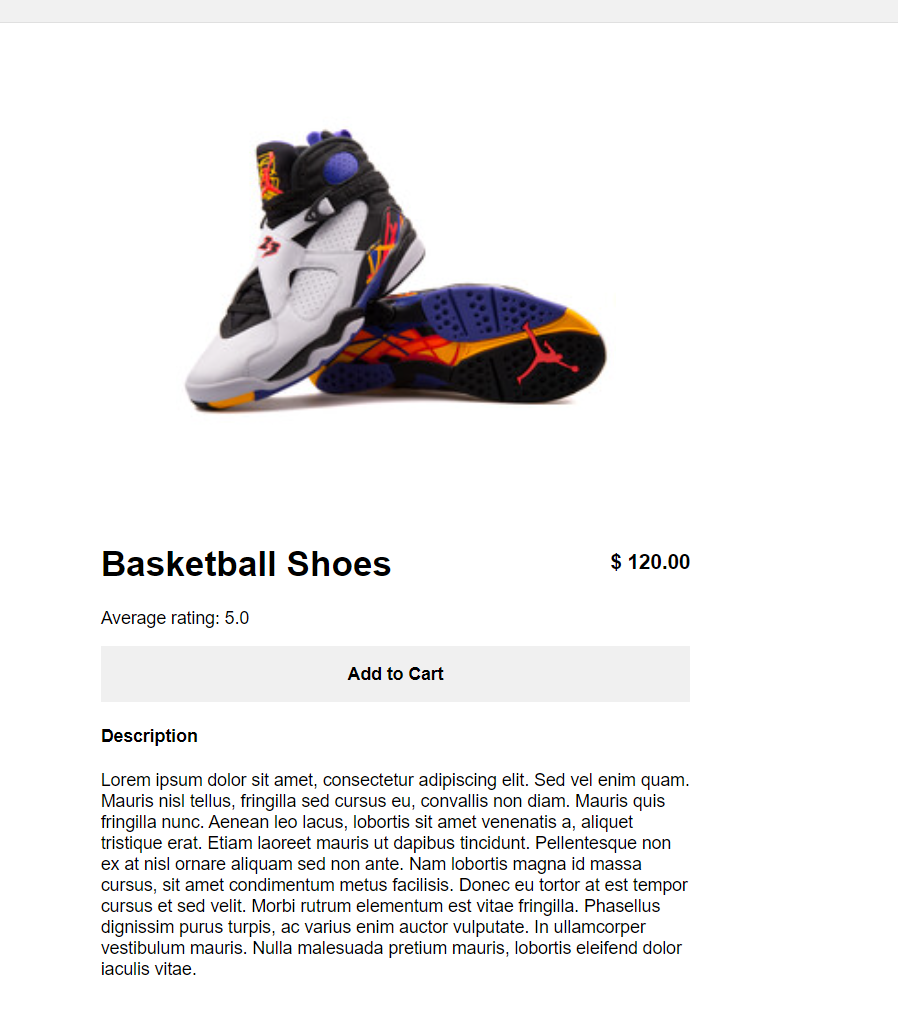 23
Basketball Shoes
$ 120.00
Average rating: 5.0
Add to Cart
Description
Lorem ipsum dolor sit amet, consectetur adipiscing elit. Sed vel enim quam.
Mauris nisl tellus, fringilla sed cursus eu, convallis non diam. Mauris quis
fringilla nunc. Aenean leo lacus, lobortis sit amet venenatis a, aliquet
tristique erat. Etiam laoreet mauris ut dapibus tincidunt. Pellentesque non
ex at nisl ornare aliquam sed non ante. Nam lobortis magna id massa
cursus, sit amet condimentum metus facilisis. Donec eu tortor at est tempor
cursus et sed velit. Morbi rutrum elementum est vitae fringilla. Phasellus
dignissim purus turpis, ac varius enim auctor vulputate. In ullamcorper
vestibulum mauris. Nulla malesuada pretium mauris, lobortis eleifend dolor
iaculis vitae.